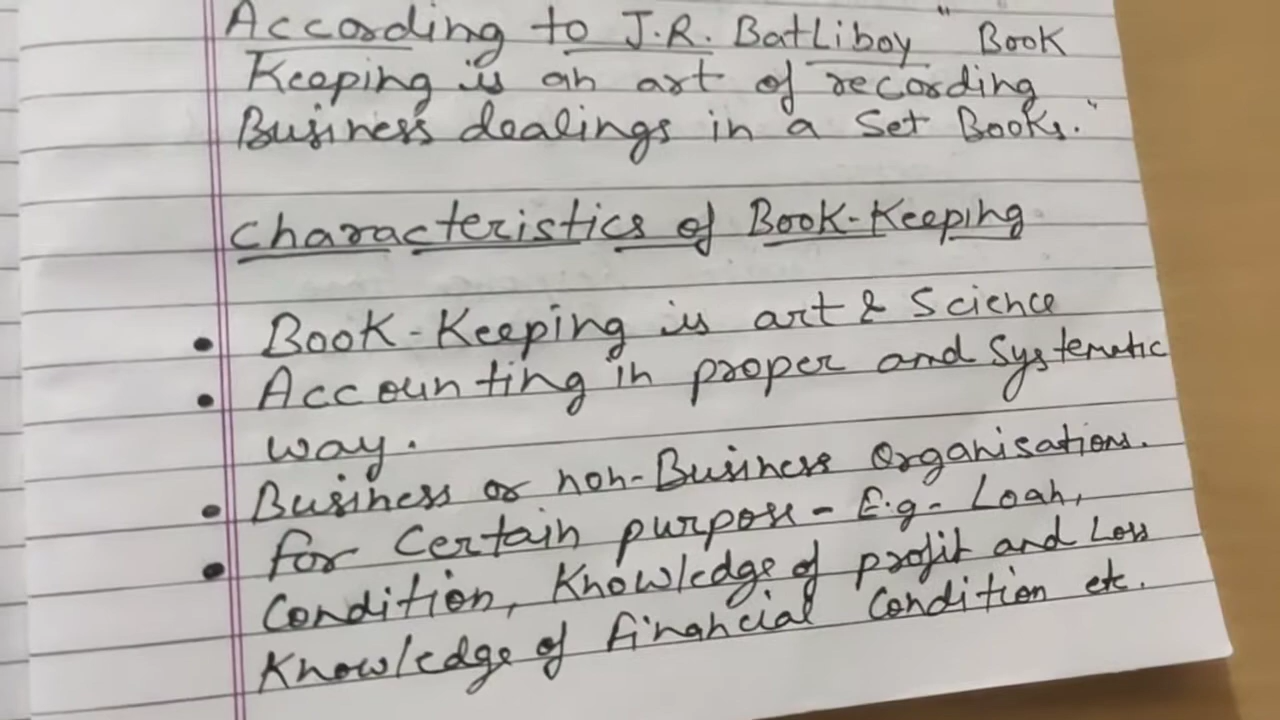 According to J.R. Batliboy " Book
Keeping is an art of recording
Business dealings in a Set Books."
Characteristics of Book-Keeping
• Book-Keeping is art & Science
• Accounting in proper and Systematic
way.
• Business or non-Business Organisations.
• for Certain purpose - E.g - Loan,
Condition, Knowledge of profit and Loss
Knowledge of financial Condition etc.